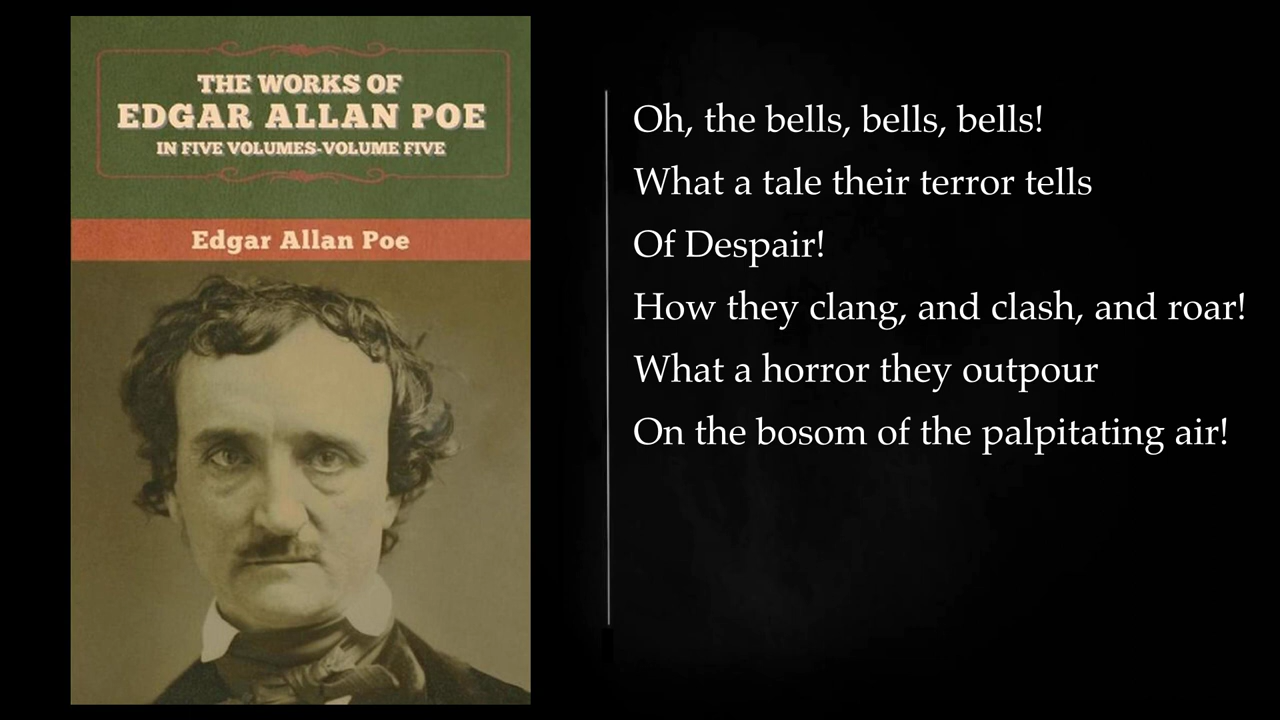 THE WORKS OF
EDGAR ALLAN POE
IN FIVE VOLUMES-VOLUME FIVE
Edgar Allan Poe
Oh, the bells, bells, bells!
What a tale their terror tells
Of Despair!
How they clang, and clash, and roar!
What a horror they outpour
On the bosom of the palpitating air!